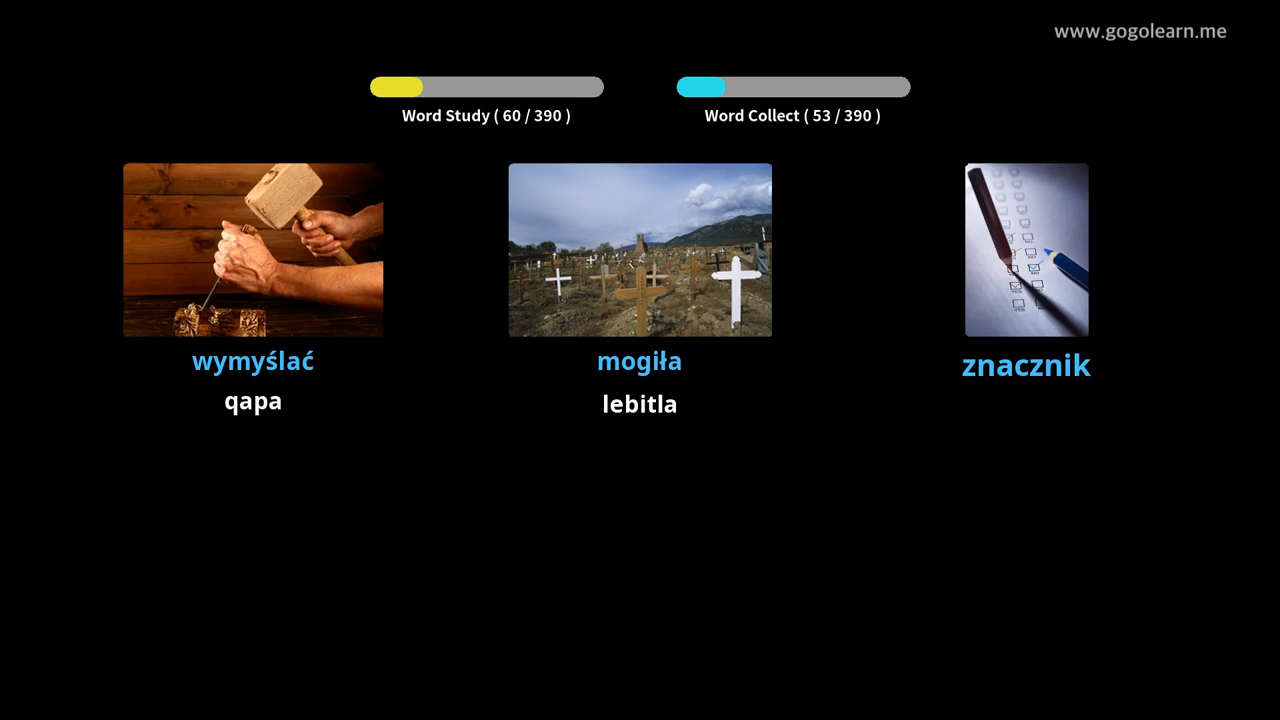 www.gogolearn.me
Word Study ( 60 / 390 )
Word Collect ( 53 / 390 )
wymyślać
mogiła
znacznik
qapa
lebitla